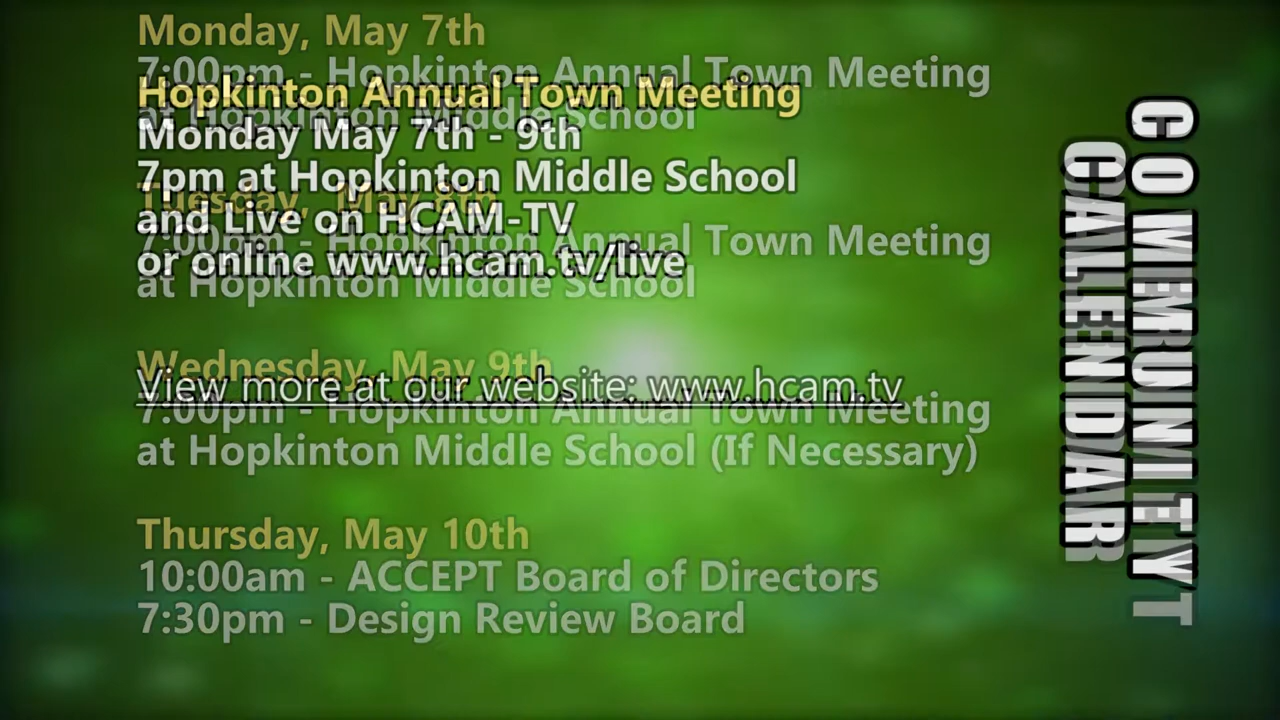 Monday, May 7th
7:00pm - Hopkinton Annual Town Meeting
at Hopkinton Middle School
Tuesday, May 8th
7:00pm - Hopkinton Annual Town Meeting
at Hopkinton Middle School
Wednesday, May 9th
7:00pm - Hopkinton Annual Town Meeting
at Hopkinton Middle School (If Necessary)
Thursday, May 10th
10:00am - ACCEPT Board of Directors
7:30pm - Design Review Board
Hopkinton Annual Town Meeting
Monday May 7th - 9th
7pm at Hopkinton Middle School
and Live on HCAM-TV
or online www.hcam.tv/live
View more at our website: www.hcam.tv
COMMUNITY
CALENDAR